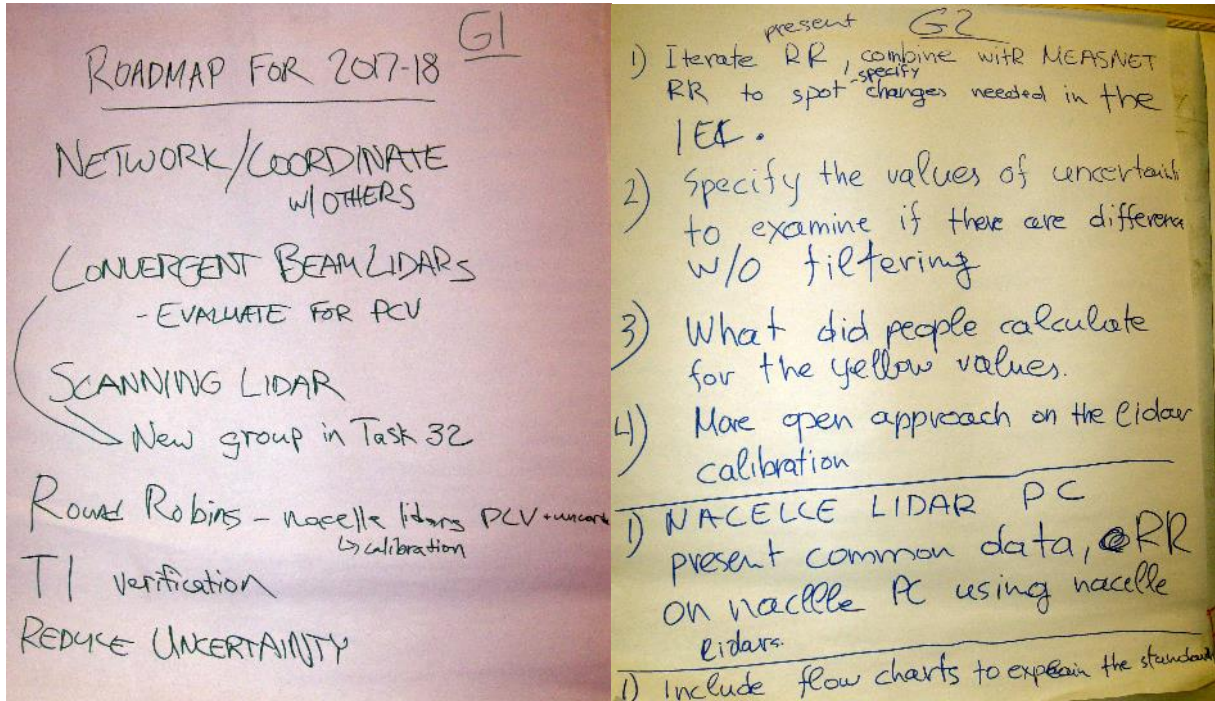 G1
ROADMAP FOR 2017-18
NETWORK/COORDINATE
W/OTHERS
CONVERGENT BEAM LIDARS
- EVALUATE FOR PCV
SCANNING LIDAR
New group in Task 32
Round Robins - nacelle lidars PCV + uncert
↳ calibration
TI verification
REDUCE UNCERTAINTY
present G2
1) Iterate RR, combine with MEASNET
- specify
RR to spot changes needed in the
IEC.
2) Specify the values of uncertaint
to examine if there are differenc
w/o filtering
3) What did people calculate
for the yellow values.
4) More open approach on the lidar
calibration
1) NACELLE LIDAR PC
present common data, RR
on nacelle PC using nacelle
lidars.
1) Include flow charts to explain the standard